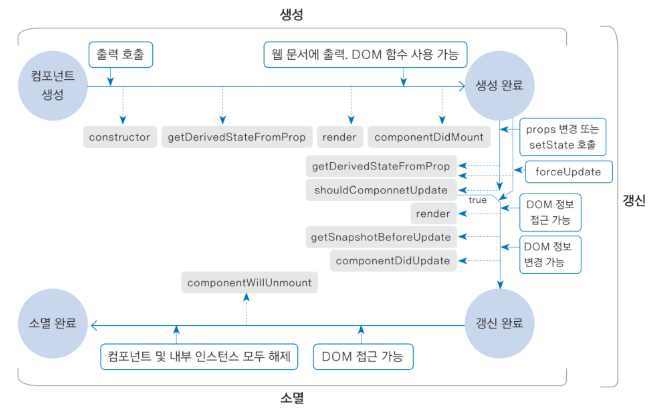 생성
컴포넌트
생성
출력 호출
웹 문서에 출력. DOM 함수 사용 가능
생성 완료
constructor
getDerivedStateFromProp
render
componentDidMount
props 변경 또는
setState 호출
getDerivedStateFromProp
forceUpdate
shouldComponnetUpdate
true
갱신
DOM 정보
접근 가능
render
getSnapshotBeforeUpdate
DOM 정보
변경 가능
componentDidUpdate
componentWillUnmount
소멸 완료
갱신 완료
컴포넌트 및 내부 인스턴스 모두 해제
DOM 접근 가능
소멸